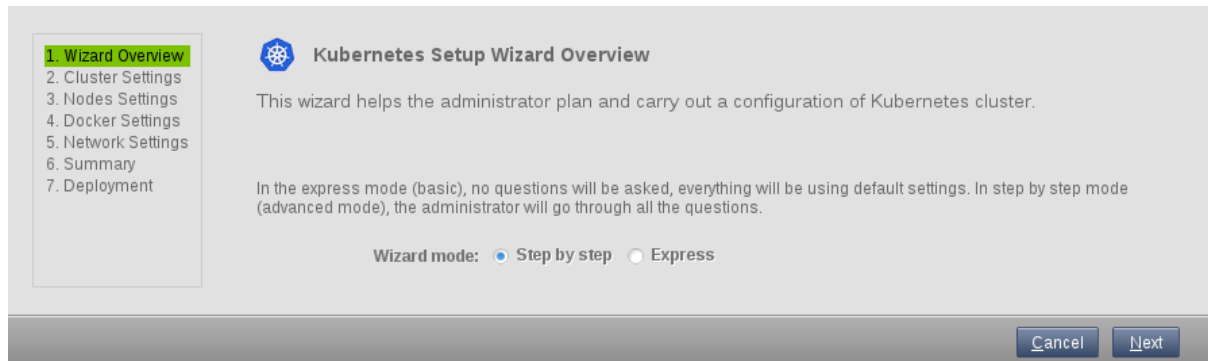 1. Wizard Overview
2. Cluster Settings
3. Nodes Settings
4. Docker Settings
5. Network Settings
6. Summary
7. Deployment
Kubernetes Setup Wizard Overview
This wizard helps the administrator plan and carry out a configuration of Kubernetes cluster.
In the express mode (basic), no questions will be asked, everything will be using default settings. In step by step mode
(advanced mode), the administrator will go through all the questions.
Wizard mode: Step by step Express
Cancel Next